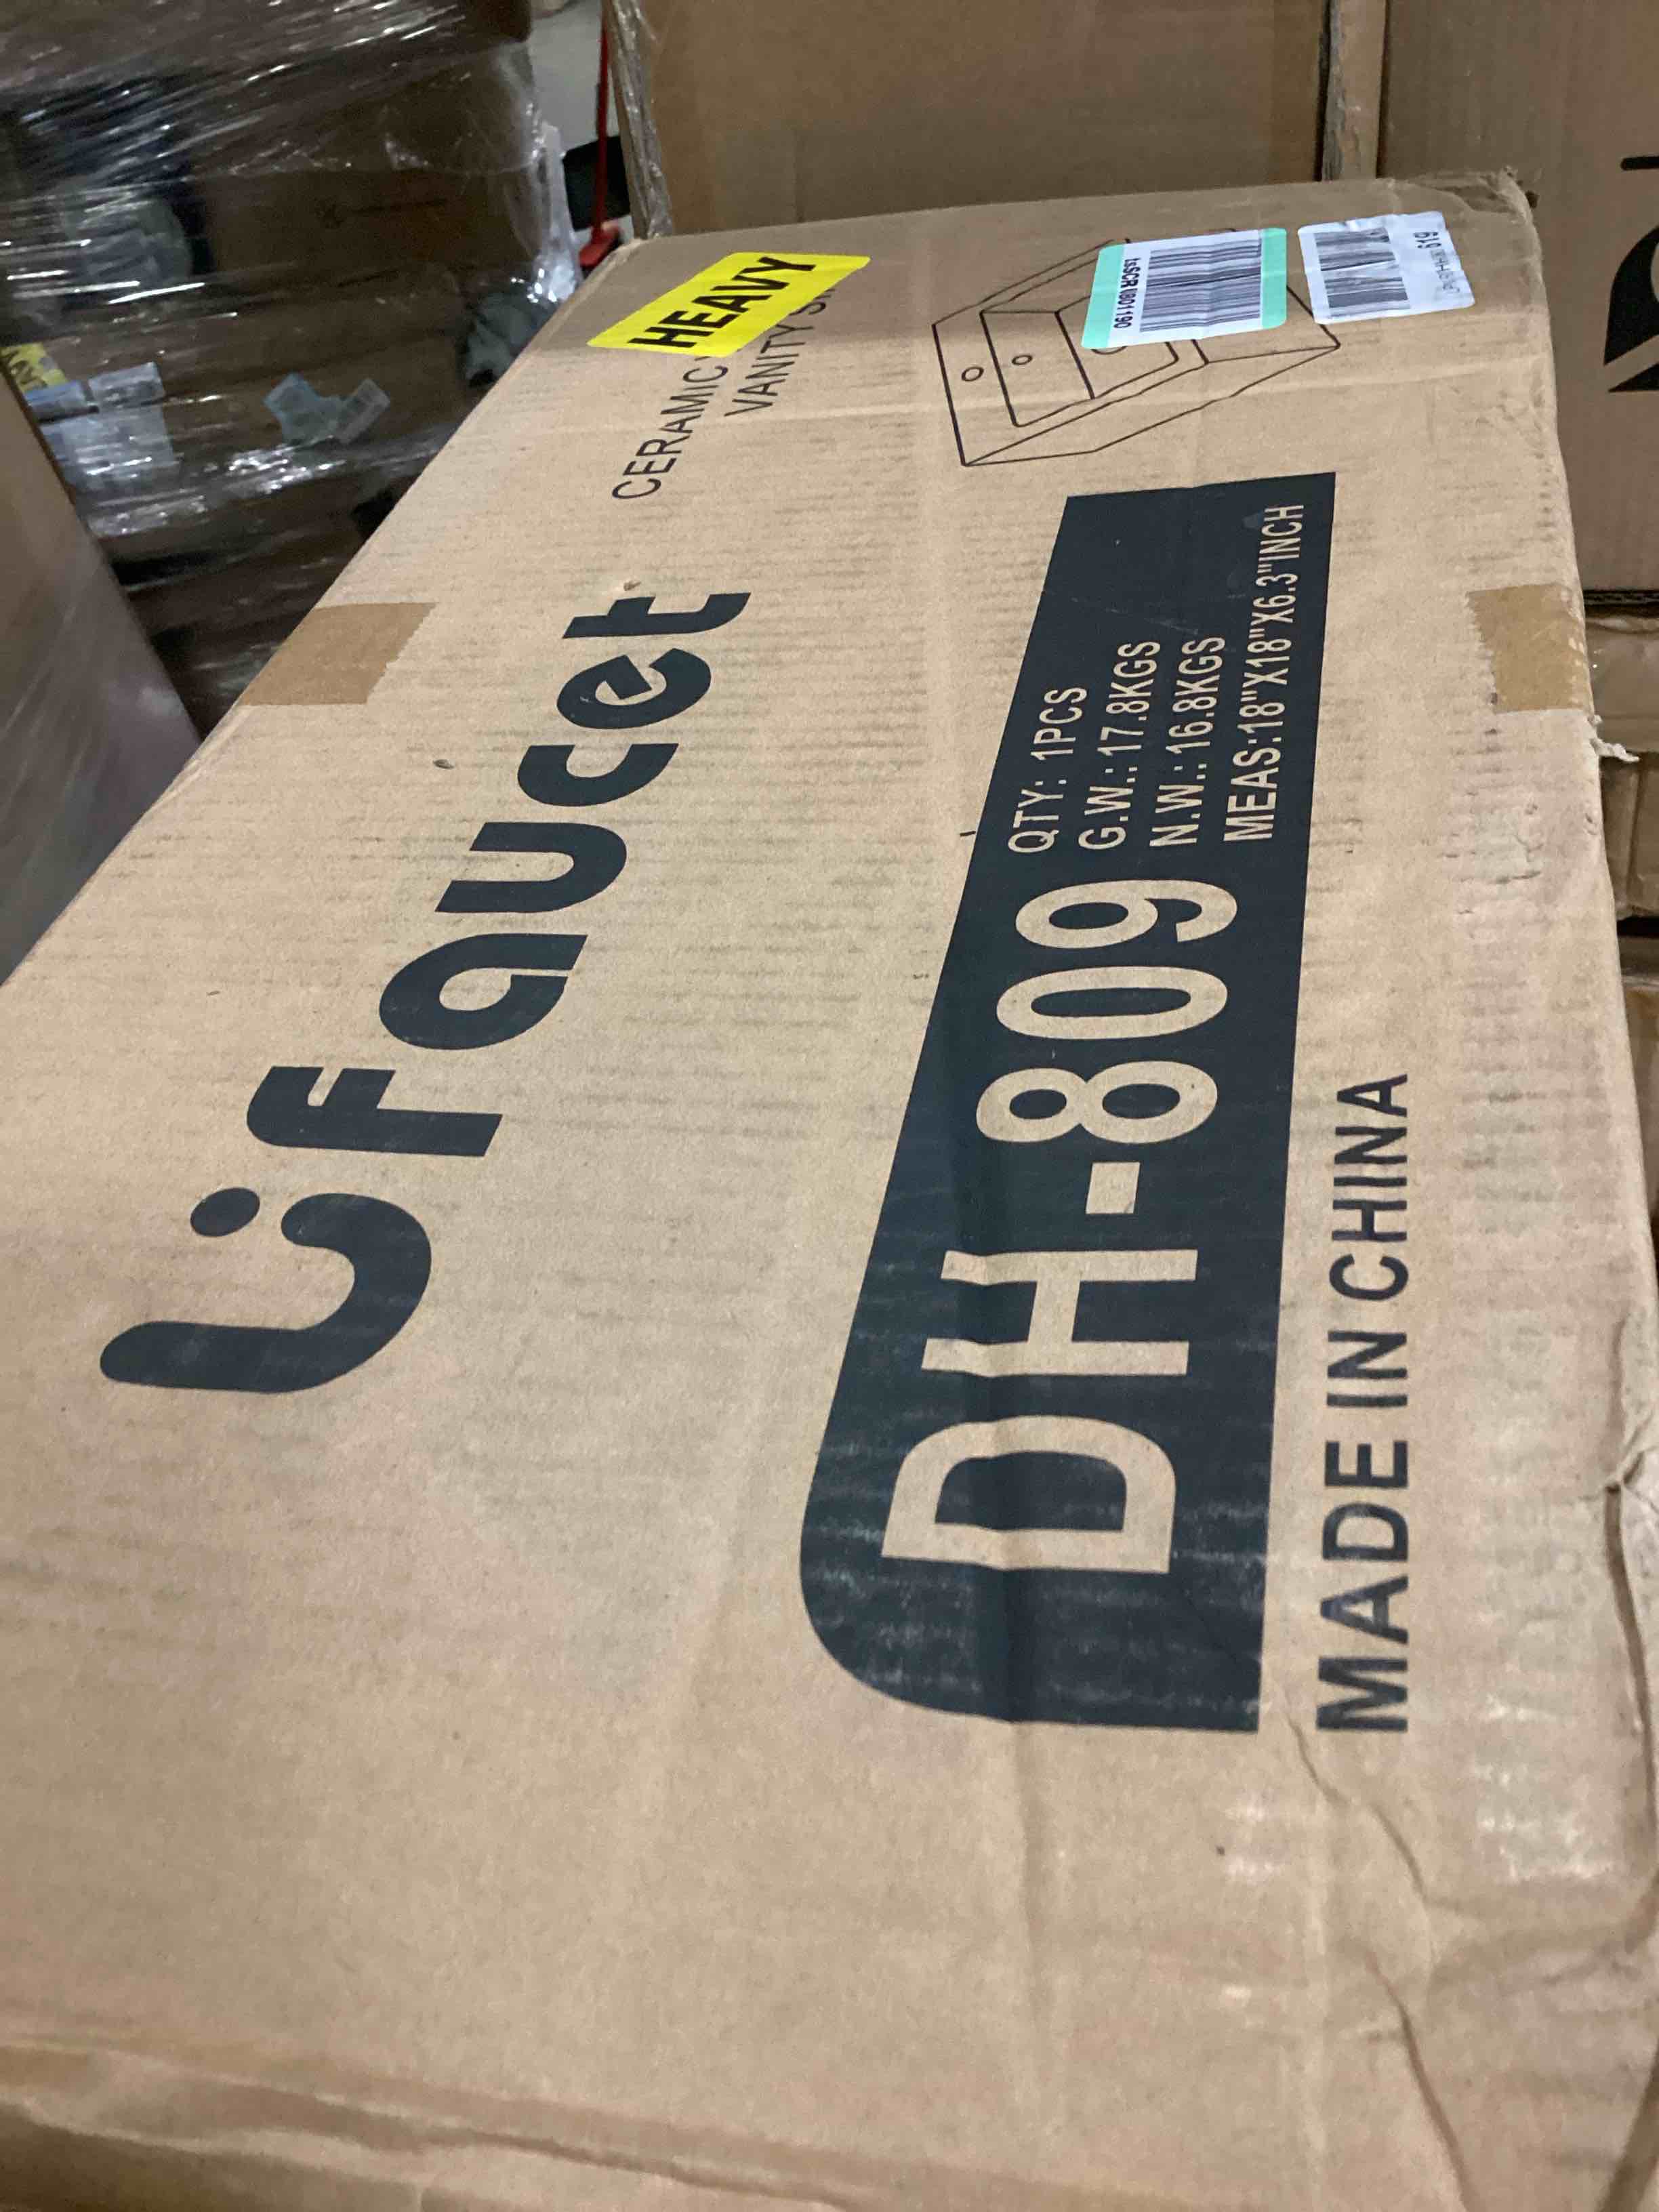 Ufaucet
CERAMIC
VANITY
HEAVY
DH-809
QTY: 1PCS
G.W.:17.8KGS
N.W.:16.8KGS
MEAS:18"X18"X6.3"INCH
MADE IN CHINA
619